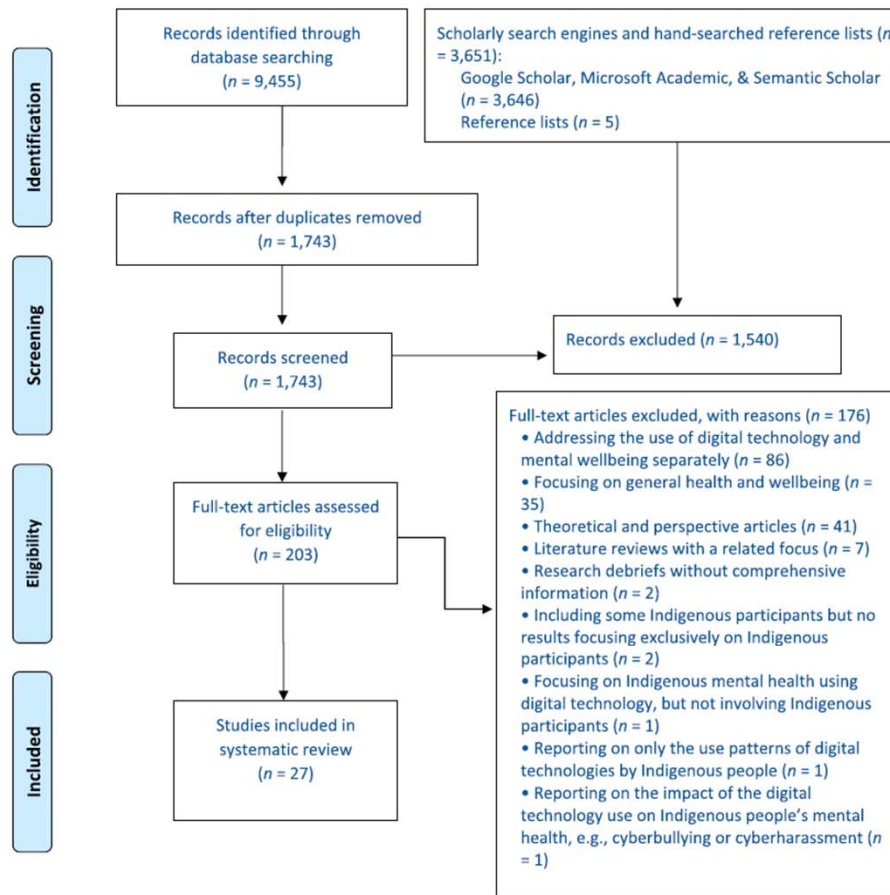 Records identified through
database searching
(n = 9,455)
Scholarly search engines and hand-searched reference lists (n
= 3,651):
Google Scholar, Microsoft Academic, & Semantic Scholar
(n = 3,646)
Reference lists (n = 5)
Identification
Records after duplicates removed
(n = 1,743)
Screening
Records screened
(n = 1,743)
Records excluded (n = 1,540)
Eligibility
Full-text articles assessed
for eligibility
(n = 203)
Full-text articles excluded, with reasons (n = 176)
• Addressing the use of digital technology and
mental wellbeing separately (n = 86)
• Focusing on general health and wellbeing (n =
35)
• Theoretical and perspective articles (n = 41)
• Literature reviews with a related focus (n = 7)
• Research debriefs without comprehensive
information (n = 2)
• Including some Indigenous participants but no
results focusing exclusively on Indigenous
participants (n = 2)
• Focusing on Indigenous mental health using
digital technology, but not involving Indigenous
participants (n = 1)
• Reporting on only the use patterns of digital
technologies by Indigenous people (n = 1)
• Reporting on the impact of the digital
technology use on Indigenous people's mental
health, e.g., cyberbullying or cyberharassment (n
= 1)
Included
Studies included in
systematic review
(n = 27)